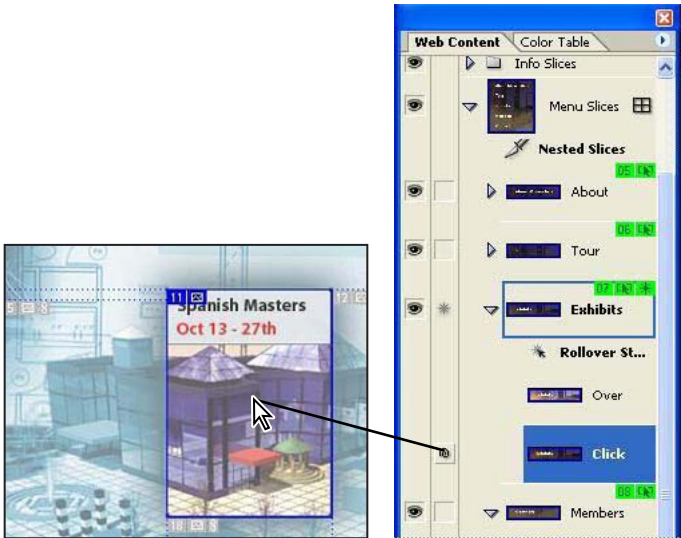 Web Content
Color Table
Info Slices
Menu Slices
Nested Slices
05
About
06
Tour
07
Exhibits
Rollover St...
Over
Click
08
Members
11
Spanish Masters
Oct 13 - 27th
12
18
8